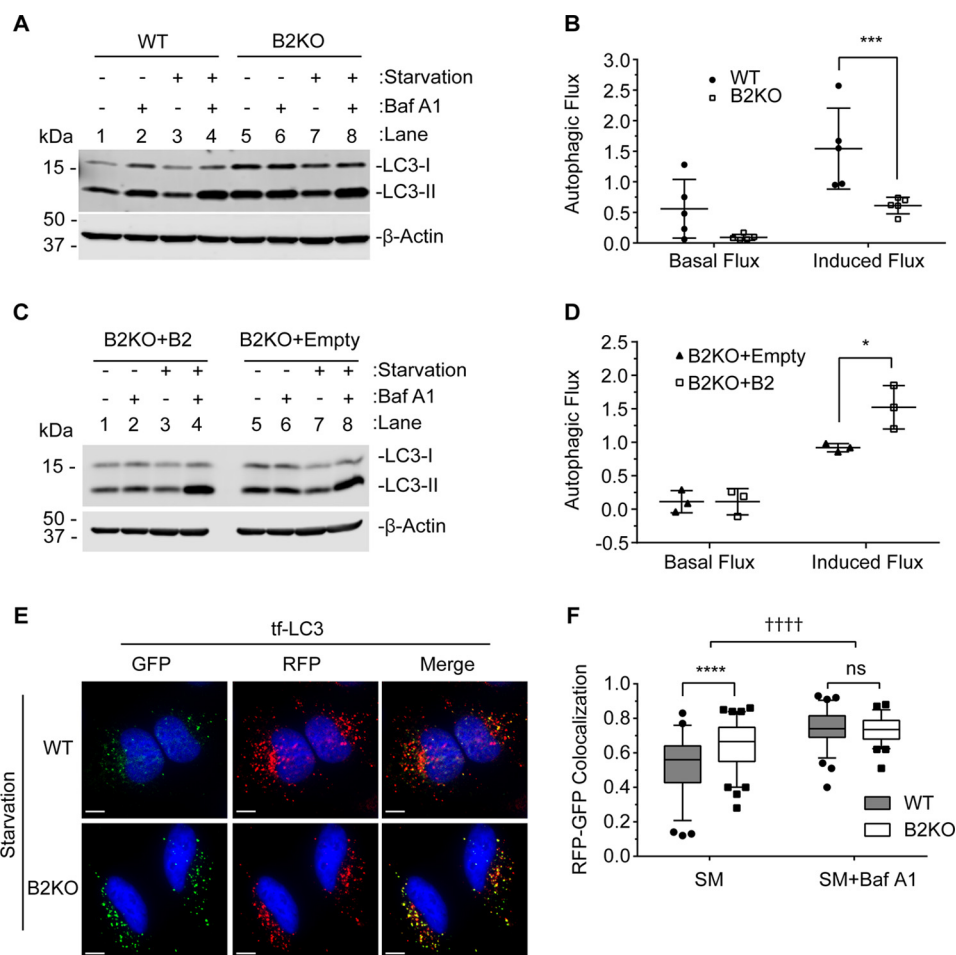 A
WT B2KO
- - + + - - + + :Starvation
- + - + - + - + :Baf A1
kDa 1 2 3 4 5 6 7 8 :Lane
15 - -LC3-I
-LC3-II
50 -
37 - -β-Actin
B
***
Autophagic Flux
3.0
2.5
2.0
1.5
1.0
0.5
0.0
WT
B2KO
Basal Flux Induced Flux
C
B2KO+B2 B2KO+Empty
- - + + - - + + :Starvation
- + - + - + - + :Baf A1
kDa 1 2 3 4 5 6 7 8 :Lane
15 - -LC3-I
-LC3-II
50 -
37 - -β-Actin
D
*
Autophagic Flux
2.5
2.0
1.5
1.0
0.5
0.0
-0.5
B2KO+Empty
B2KO+B2
Basal Flux Induced Flux
E
tf-LC3
GFP RFP Merge
Starvation
WT
B2KO
F
††††
**** ns
RFP-GFP Colocalization
1.0
0.8
0.6
0.4
0.2
0.0
WT
B2KO
SM SM+Baf A1